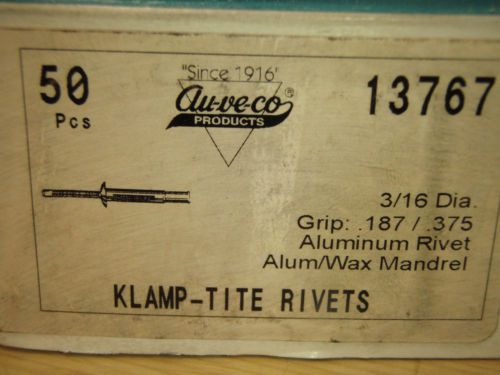 "Since 1916"
50
Pcs
Au-ve-co®
PRODUCTS
13767
3/16 Dia.
Grip: .187 / .375
Aluminum Rivet
Alum/Wax Mandrel
KLAMP-TITE RIVETS